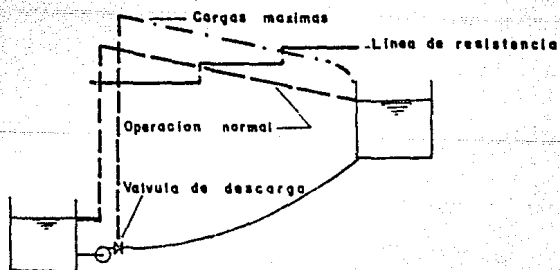 Cargas maximas
Linea de resistencia
Operacion normal
Valvula de descarga